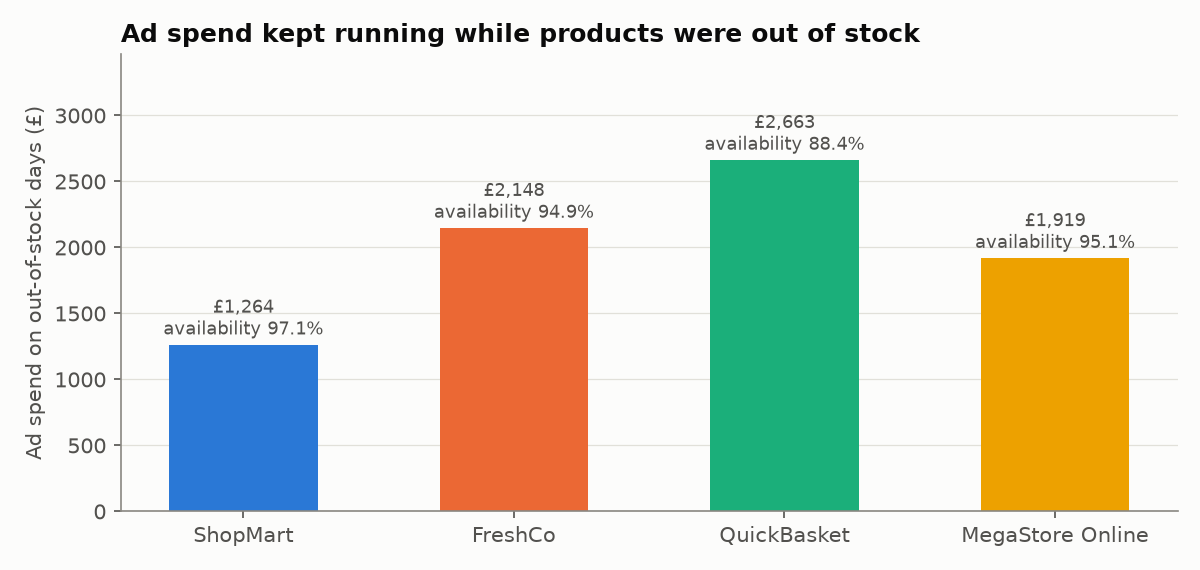 Ad spend kept running while products were out of stock
Ad spend on out-of-stock days (£)
3000
2500
2000
1500
1000
500
0
£1,264
availability 97.1%
£2,148
availability 94.9%
£2,663
availability 88.4%
£1,919
availability 95.1%
ShopMart
FreshCo
QuickBasket
MegaStore Online